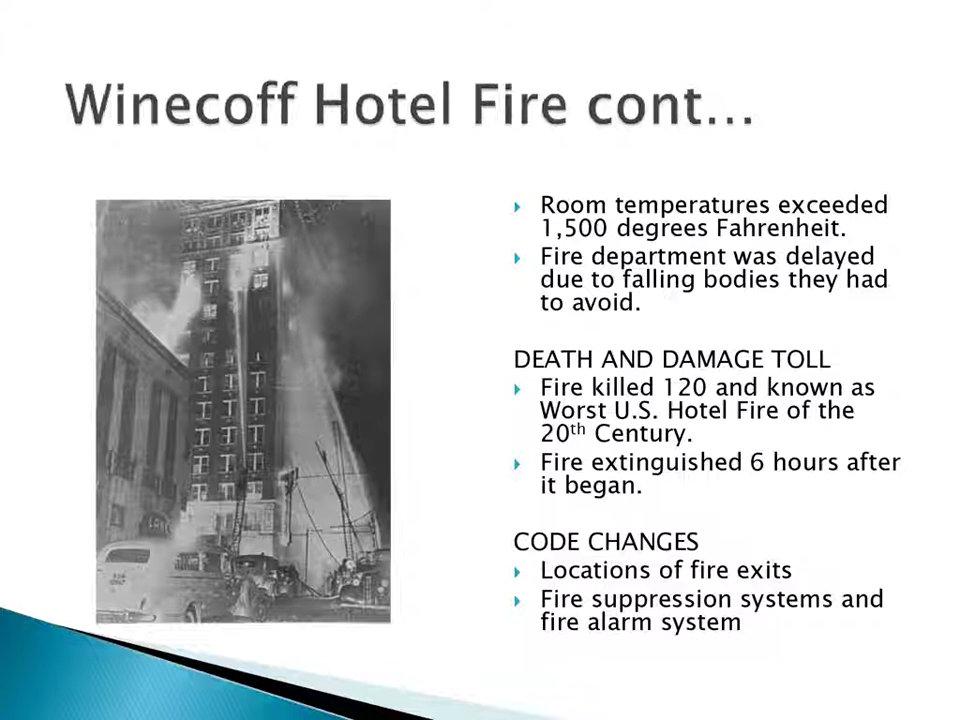 Winecoff Hotel Fire cont…
Room temperatures exceeded
1,500 degrees Fahrenheit.
Fire department was delayed
due to falling bodies they had
to avoid.
DEATH AND DAMAGE TOLL
Fire killed 120 and known as
Worst U.S. Hotel Fire of the
20th Century.
Fire extinguished 6 hours after
it began.
CODE CHANGES
Locations of fire exits
Fire suppression systems and
fire alarm system